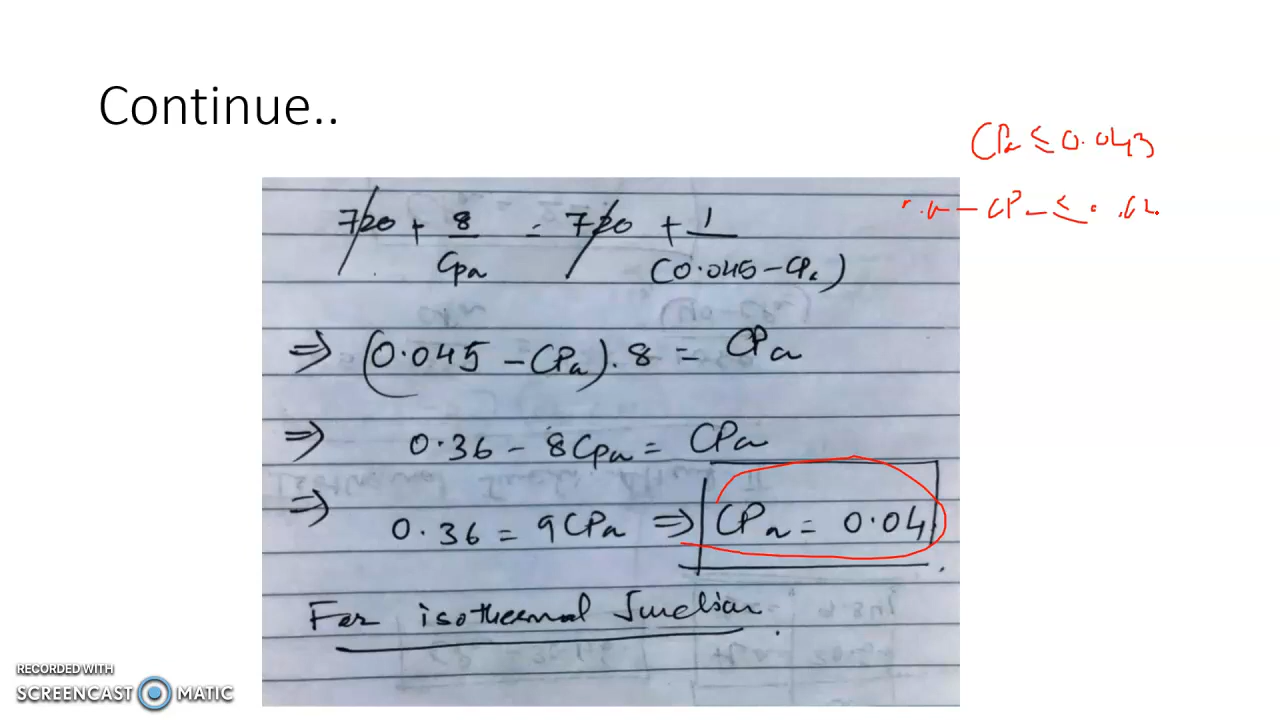 Continue..
CPa ≤ 0.043
720 + 8/Cpa = 720 + 1/(0.045 - CPa)
⇒ (0.045 - CPa).8 = CPa
⇒ 0.36 - 8Cpa = CPa
⇒ 0.36 = 9CPa ⇒ CPa = 0.04
For isothermal Junction.
RECORDED WITH
SCREENCAST MATIC